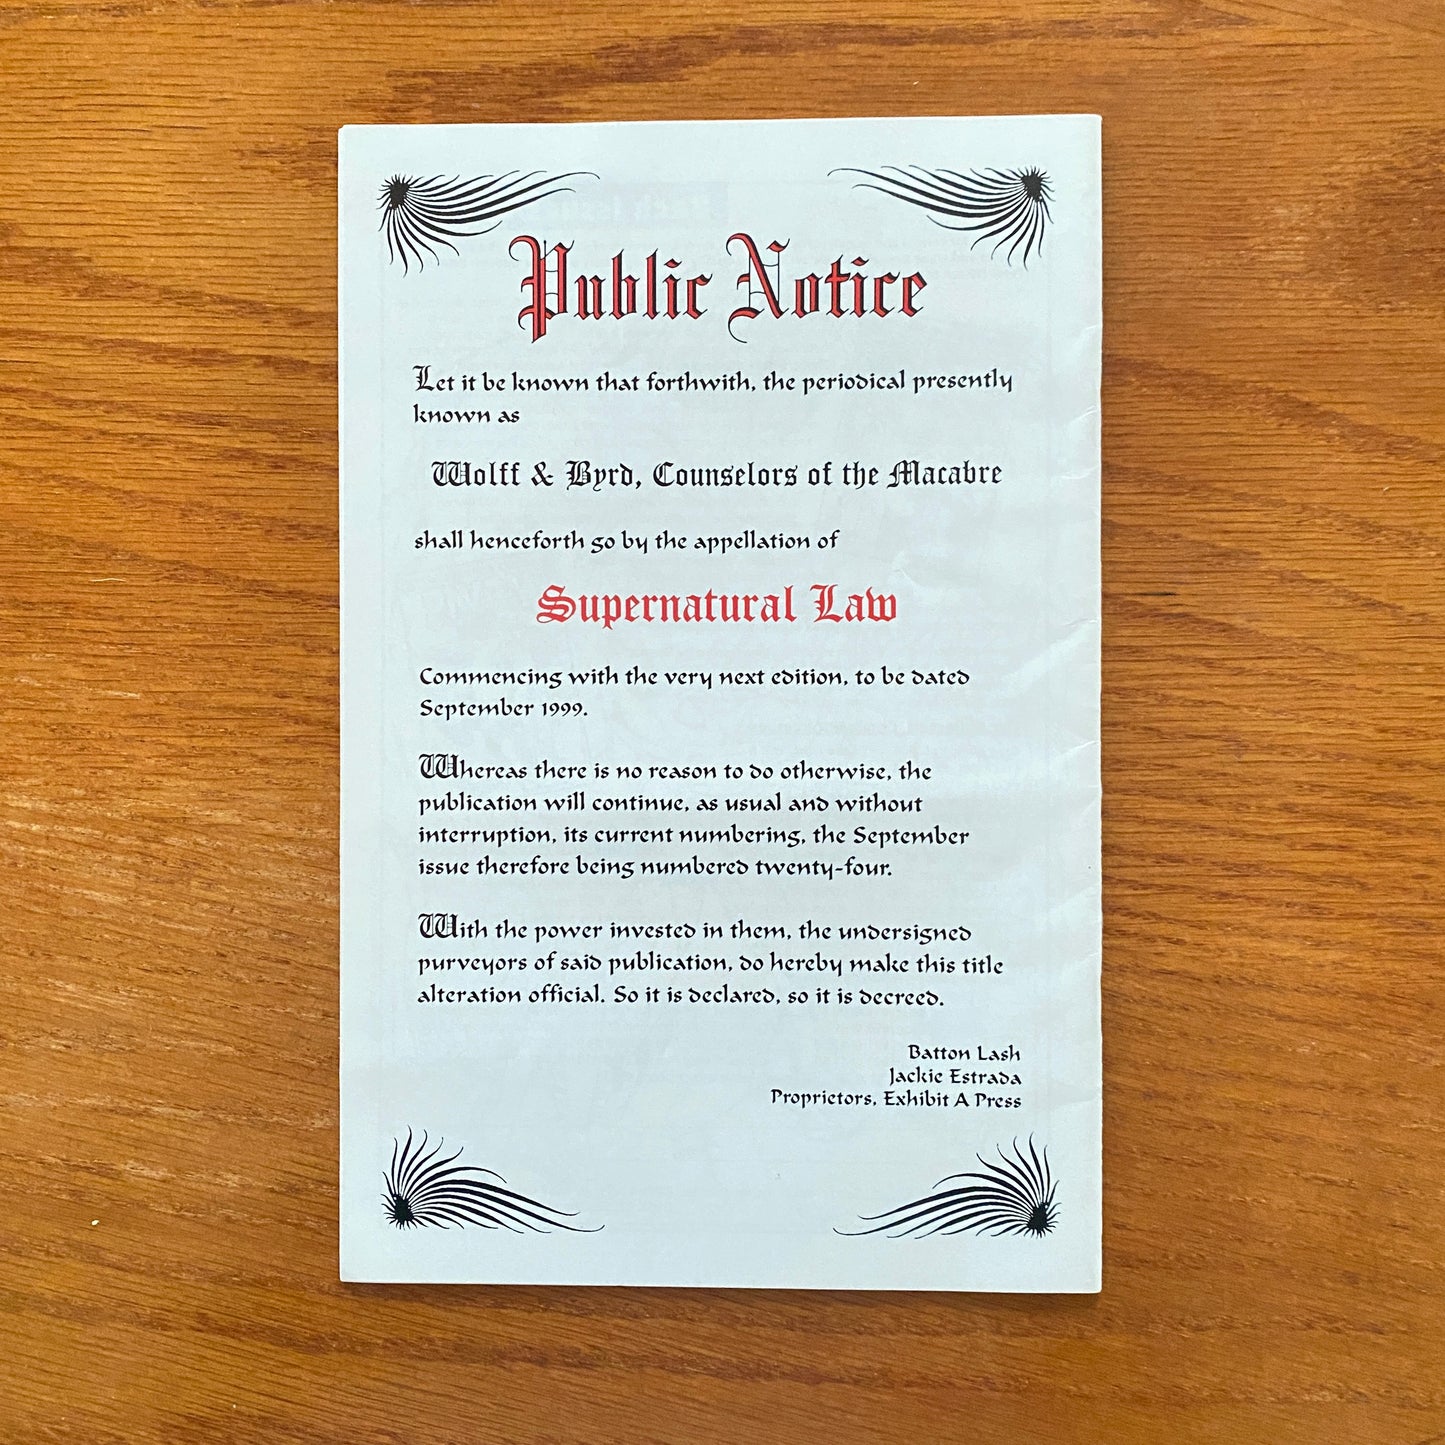 Public Notice
Let it be known that forthwith, the periodical presently
known as
Wolff & Byrd, Counselors of the Macabre
shall henceforth go by the appellation of
Supernatural Law
Commencing with the very next edition, to be dated
September 1999.
Whereas there is no reason to do otherwise, the
publication will continue, as usual and without
interruption, its current numbering, the September
issue therefore being numbered twenty-four.
With the power invested in them, the undersigned
purveyors of said publication, do hereby make this title
alteration official. So it is declared, so it is decreed.
Batton Lash
Jackie Estrada
Proprietors, Exhibit A Press